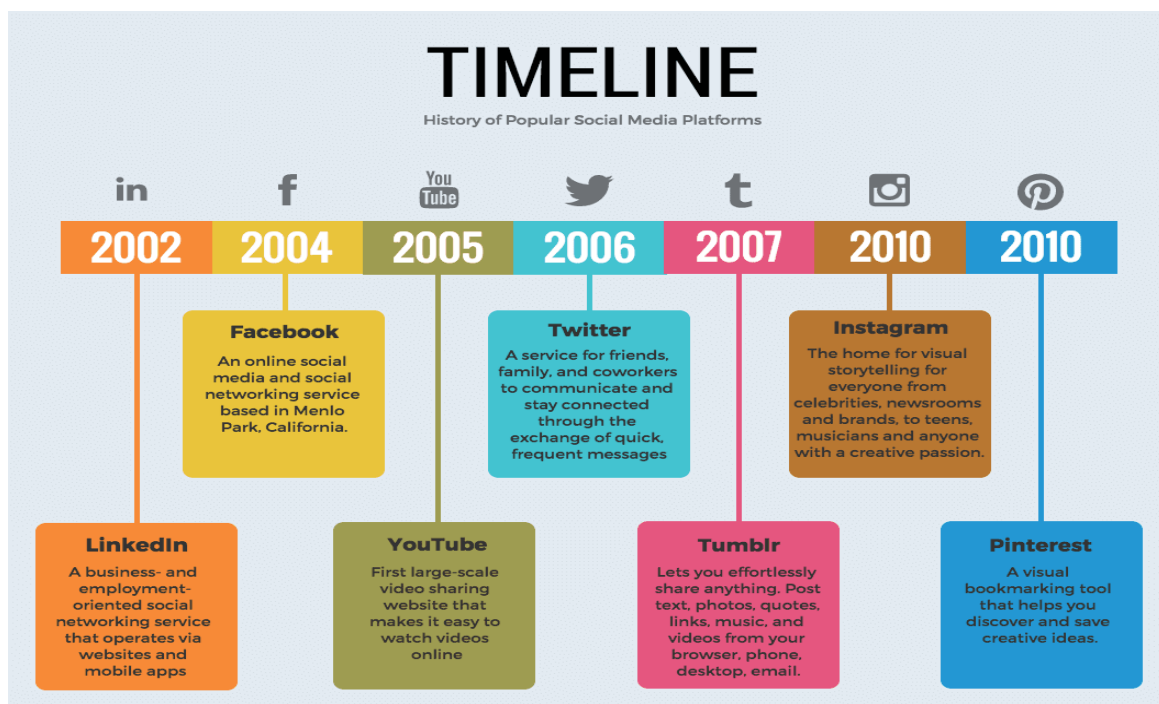 TIMELINE
History of Popular Social Media Platforms
in
f
You
Tube
t
2002
2004
2005
2006
2007
2010
2010
Facebook
An online social
media and social
networking service
based in Menlo
Park, California.
Twitter
A service for friends,
family, and coworkers
to communicate and
stay connected
through the
exchange of quick,
frequent messages
Instagram
The home for visual
storytelling for
everyone from
celebrities, newsrooms
and brands, to teens,
musicians and anyone
with a creative passion.
LinkedIn
A business- and
employment-
oriented social
networking service
that operates via
websites and
mobile apps
YouTube
First large-scale
video sharing
website that
makes it easy to
watch videos
online
Tumblr
Lets you effortlessly
share anything. Post
text, photos, quotes,
links, music, and
videos from your
browser, phone,
desktop, email.
Pinterest
A visual
bookmarking tool
that helps you
discover and save
creative ideas.